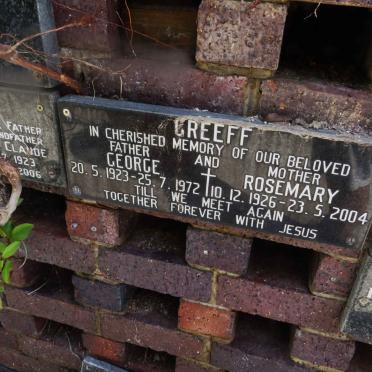 GREEFF
IN CHERISHED MEMORY OF OUR BELOVED
FATHER AND MOTHER
GEORGE ROSEMARY
20. 5. 1923 - 25. 7. 1972 10. 12. 1926 - 23. 5. 2004
TILL WE MEET AGAIN
TOGETHER FOREVER WITH JESUS
FATHER
CLAUDE
1923